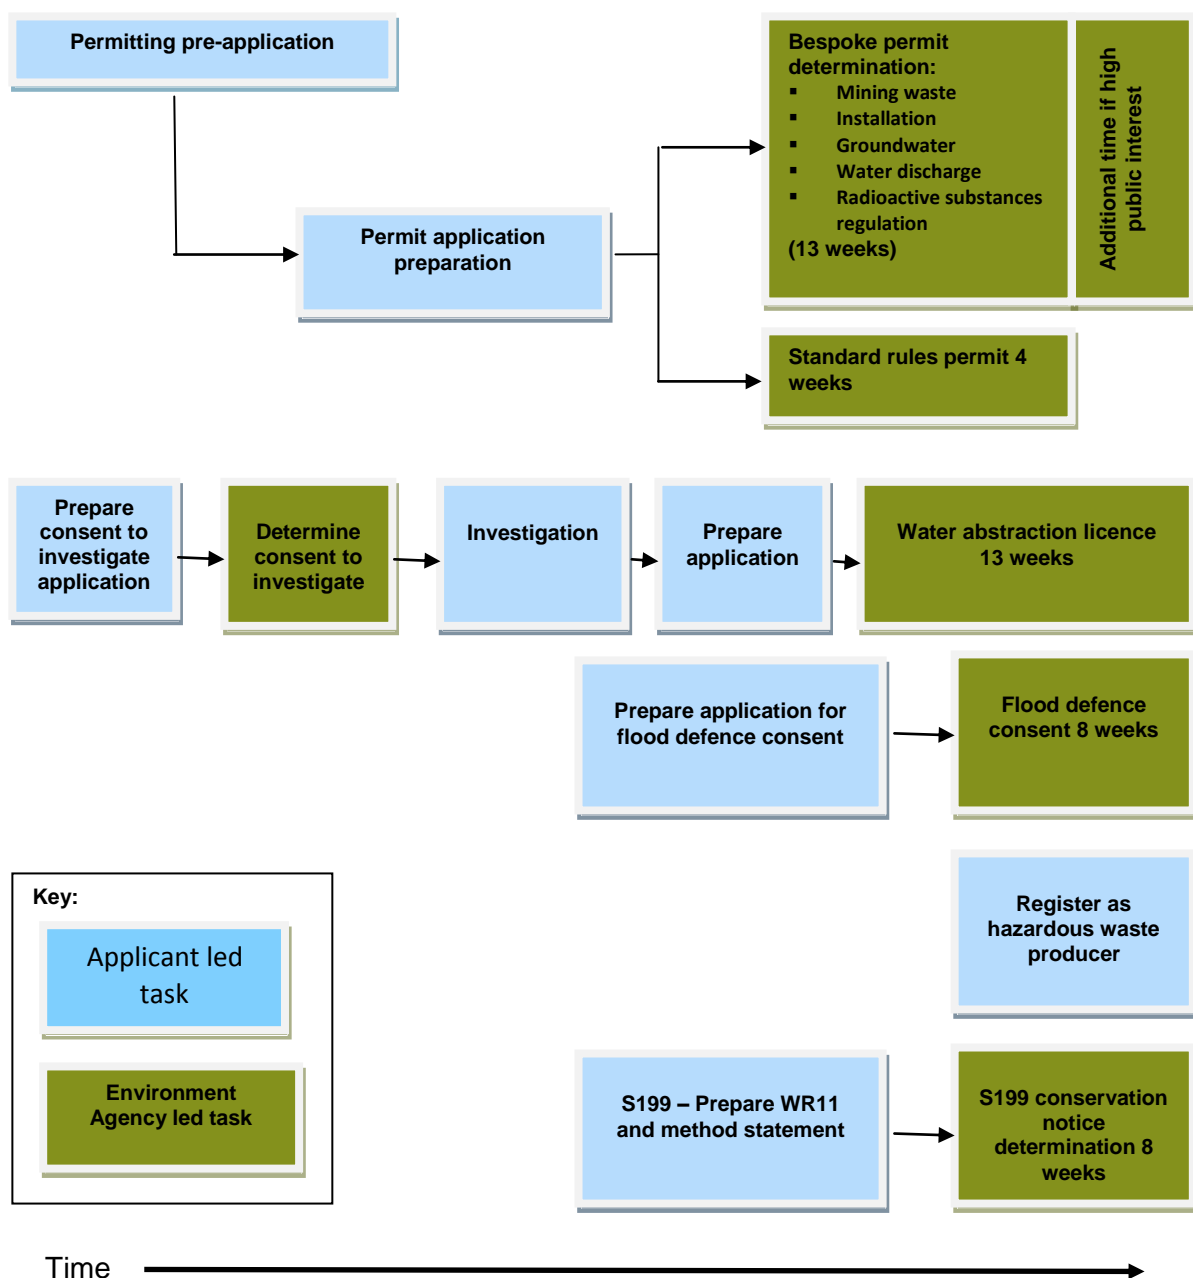 Permitting pre-application
Bespoke permit
determination:
▪ Mining waste
▪ Installation
▪ Groundwater
▪ Water discharge
▪ Radioactive substances
regulation
(13 weeks)
Additional time if high
public interest
Permit application
preparation
Standard rules permit 4
weeks
Prepare
consent to
investigate
application
Determine
consent to
investigate
Investigation
Prepare
application
Water abstraction licence
13 weeks
Prepare application for
flood defence consent
Flood defence
consent 8 weeks
Register as
hazardous waste
producer
Key:
Applicant led
task
Environment
Agency led task
S199 – Prepare WR11
and method statement
S199 conservation
notice
determination 8
weeks
Time